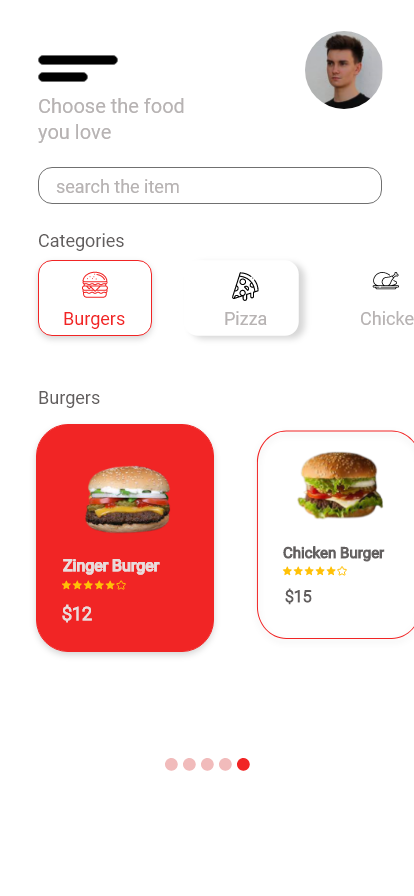 Choose the food
you love
search the item
Categories
Burgers
Pizza
Chicke
Burgers
Zinger Burger
$12
Chicken Burger
$15